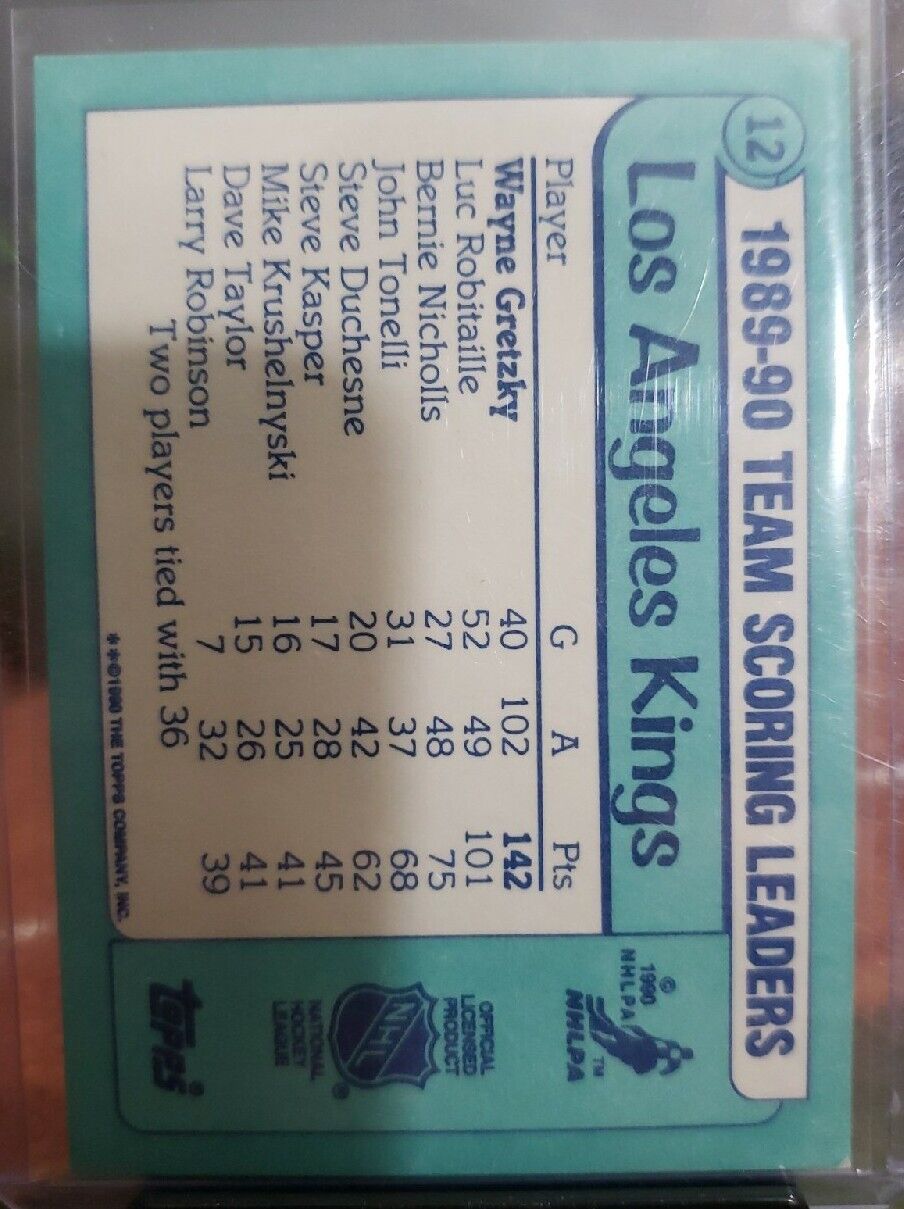 12
1989-90 TEAM SCORING LEADERS
Los Angeles Kings
Player G A Pts
Wayne Gretzky 40 102 142
Luc Robitaille 52 49 101
Bernie Nicholls 27 48 75
John Tonelli 31 37 68
Steve Duchesne 20 42 62
Steve Kasper 17 28 45
Mike Krushelnyski 16 25 41
Dave Taylor 15 26 41
Larry Robinson 7 32 39
Two players tied with 36
**©1990 THE TOPPS COMPANY, INC.
©
1990
NHLPA
NHLPA™
OFFICIAL
LICENSED
PRODUCT
NHL®
NATIONAL
HOCKEY
LEAGUE
TOPPS®